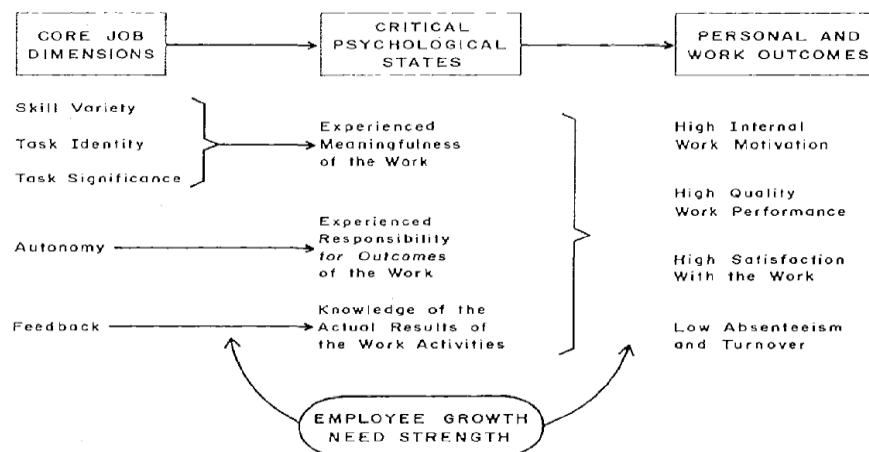 CORE JOB
DIMENSIONS
CRITICAL
PSYCHOLOGICAL
STATES
PERSONAL AND
WORK OUTCOMES
Skill Variety
Task Identity
Task Significance
Experienced
Meaningfulness
of the Work
High Internal
Work Motivation
High Quality
Work Performance
Autonomy
Experienced
Responsibility
for Outcomes
of the Work
High Satisfaction
With the Work
Feedback
Knowledge of the
Actual Results of
the Work Activities
Low Absenteeism
and Turnover
EMPLOYEE GROWTH
NEED STRENGTH